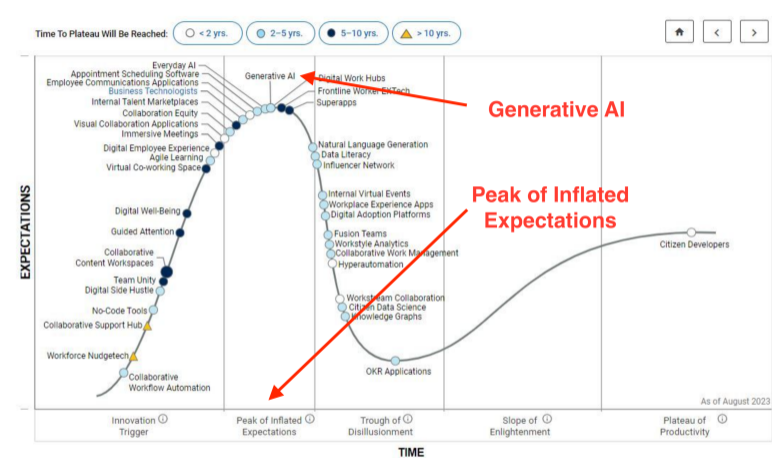 Time To Plateau Will Be Reached:
< 2 yrs.
2–5 yrs.
5–10 yrs.
> 10 yrs.
Everyday AI
Appointment Scheduling Software
Employee Communications Applications
Business Technologists
Internal Talent Marketplaces
Collaboration Equity
Visual Collaboration Applications
Immersive Meetings
Digital Employee Experience
Agile Learning
Virtual Co-working Space
Digital Well-Being
Guided Attention
Collaborative
Content Workspaces
Team Unity
Digital Side Hustle
No-Code Tools
Collaborative Support Hub
Workforce Nudgetech
Collaborative
Workflow Automation
Generative AI
Digital Work Hubs
Frontline Worker EXTech
Superapps
Generative AI
Natural Language Generation
Data Literacy
Influencer Network
Internal Virtual Events
Workplace Experience Apps
Digital Adoption Platforms
Peak of Inflated
Expectations
Fusion Teams
Workstyle Analytics
Collaborative Work Management
Hyperautomation
Workstream Collaboration
Citizen Data Science
Knowledge Graphs
OKR Applications
Citizen Developers
As of August 2023
EXPECTATIONS
Innovation
Trigger
Peak of Inflated
Expectations
Trough of
Disillusionment
Slope of
Enlightenment
Plateau of
Productivity
TIME